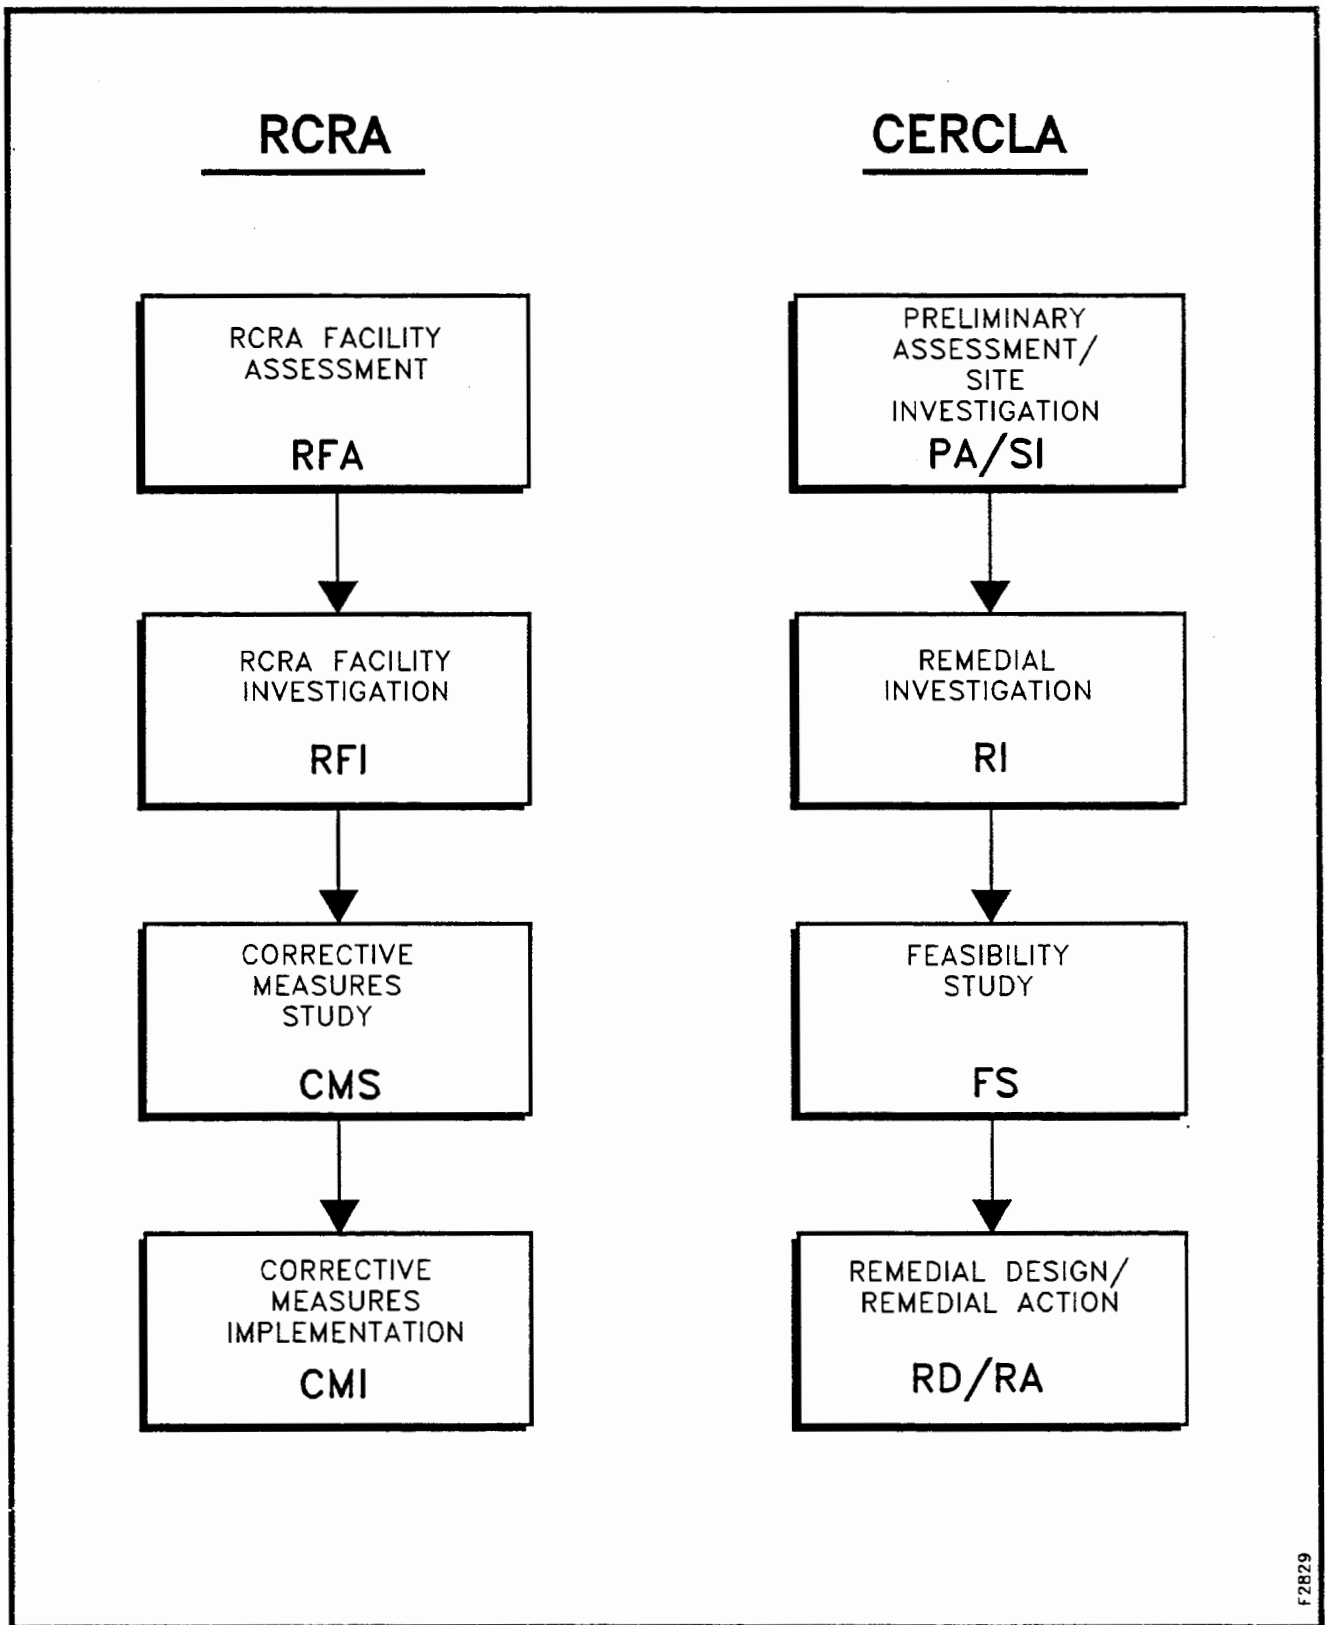 RCRA
RCRA FACILITY
ASSESSMENT
RFA
RCRA FACILITY
INVESTIGATION
RFI
CORRECTIVE
MEASURES
STUDY
CMS
CORRECTIVE
MEASURES
IMPLEMENTATION
CMI
CERCLA
PRELIMINARY
ASSESSMENT/
SITE
INVESTIGATION
PA/SI
REMEDIAL
INVESTIGATION
RI
FEASIBILITY
STUDY
FS
REMEDIAL DESIGN/
REMEDIAL ACTION
RD/RA
F2829